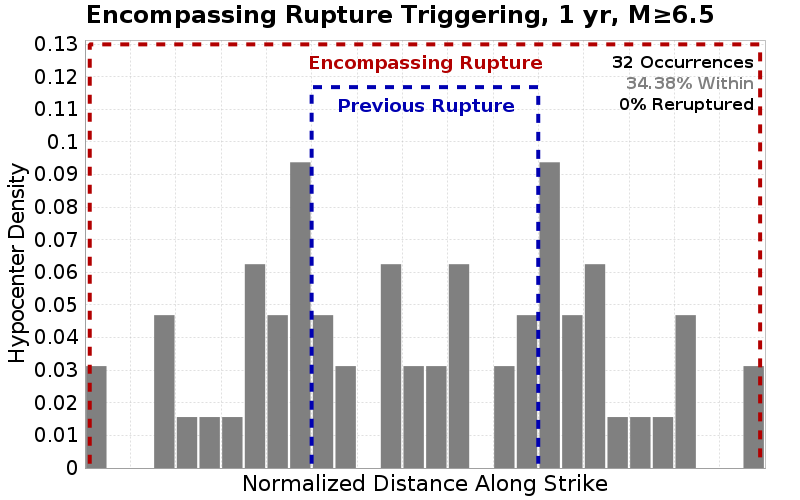 Encompassing Rupture Triggering, 1 yr, M≥6.5
0.13
0.12
0.11
0.1
0.09
0.08
0.07
0.06
0.05
0.04
0.03
0.02
0.01
0
Hypocenter Density
Encompassing Rupture
Previous Rupture
32 Occurrences
34.38% Within
0% Reruptured
Normalized Distance Along Strike